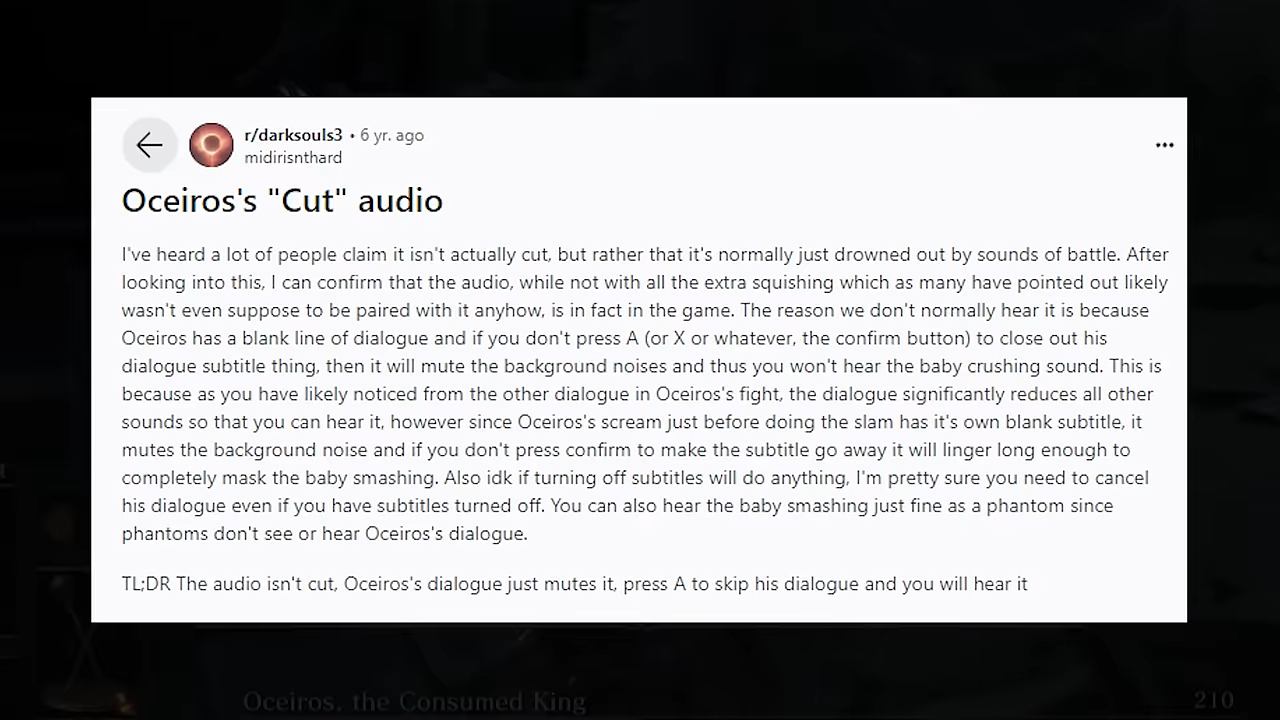 r/darksouls3 • 6 yr. ago
midirisnthard
Oceiros's "Cut" audio
I've heard a lot of people claim it isn't actually cut, but rather that it's normally just drowned out by sounds of battle. After
looking into this, I can confirm that the audio, while not with all the extra squishing which as many have pointed out likely
wasn't even suppose to be paired with it anyhow, is in fact in the game. The reason we don't normally hear it is because
Oceiros has a blank line of dialogue and if you don't press A (or X or whatever, the confirm button) to close out his
dialogue subtitle thing, then it will mute the background noises and thus you won't hear the baby crushing sound. This is
because as you have likely noticed from the other dialogue in Oceiros's fight, the dialogue significantly reduces all other
sounds so that you can hear it, however since Oceiros's scream just before doing the slam has it's own blank subtitle, it
mutes the background noise and if you don't press confirm to make the subtitle go away it will linger long enough to
completely mask the baby smashing. Also idk if turning off subtitles will do anything, I'm pretty sure you need to cancel
his dialogue even if you have subtitles turned off. You can also hear the baby smashing just fine as a phantom since
phantoms don't see or hear Oceiros's dialogue.
TL;DR The audio isn't cut, Oceiros's dialogue just mutes it, press A to skip his dialogue and you will hear it
Oceiros, the Consumed King
210